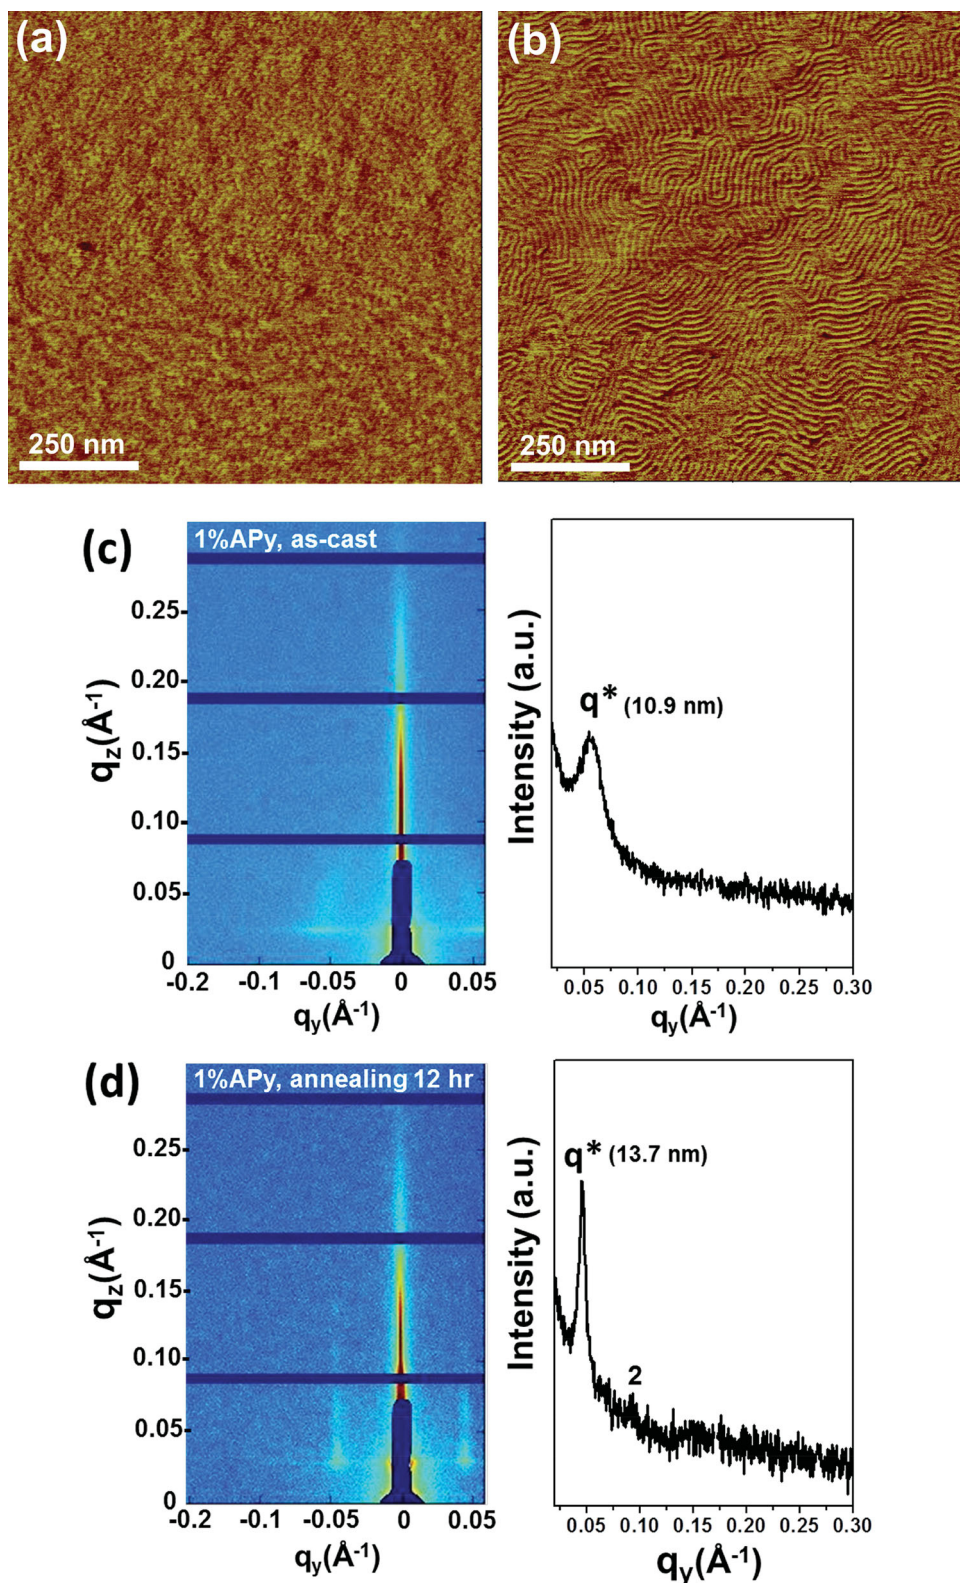 (a)
(b)
250 nm
250 nm
(c)
1%APy, as-cast
0.25
0.20
0.15
0.10
0.05
0
qz(Å-1)
-0.2
-0.1
-0.05
0
0.05
qy(Å-1)
Intensity (a.u.)
q* (10.9 nm)
0.05
0.10
0.15
0.20
0.25
0.30
qy(Å-1)
(d)
1%APy, annealing 12 hr
0.25
0.20
0.15
0.10
0.05
0
qz(Å-1)
-0.2
-0.1
-0.05
0
0.05
qy(Å-1)
Intensity (a.u.)
q* (13.7 nm)
2
0.05
0.10
0.15
0.20
0.25
0.30
qy(Å-1)